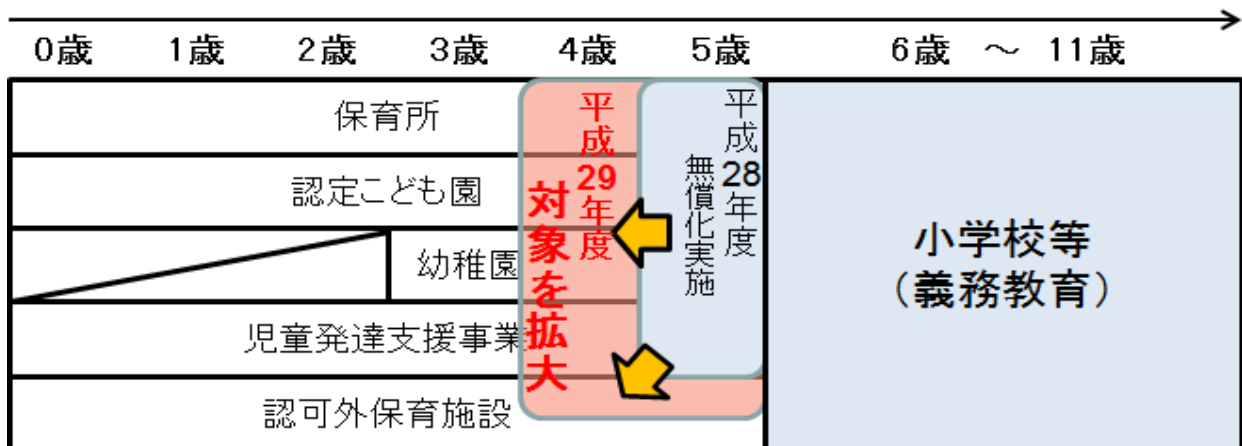 0歳 1歳 2歳 3歳 4歳 5歳 6歳 ～ 11歳
保育所
認定こども園
幼稚園
児童発達支援事業
認可外保育施設
平成29年度
対象を拡大
平成28年度
無償化実施
小学校等
（義務教育）